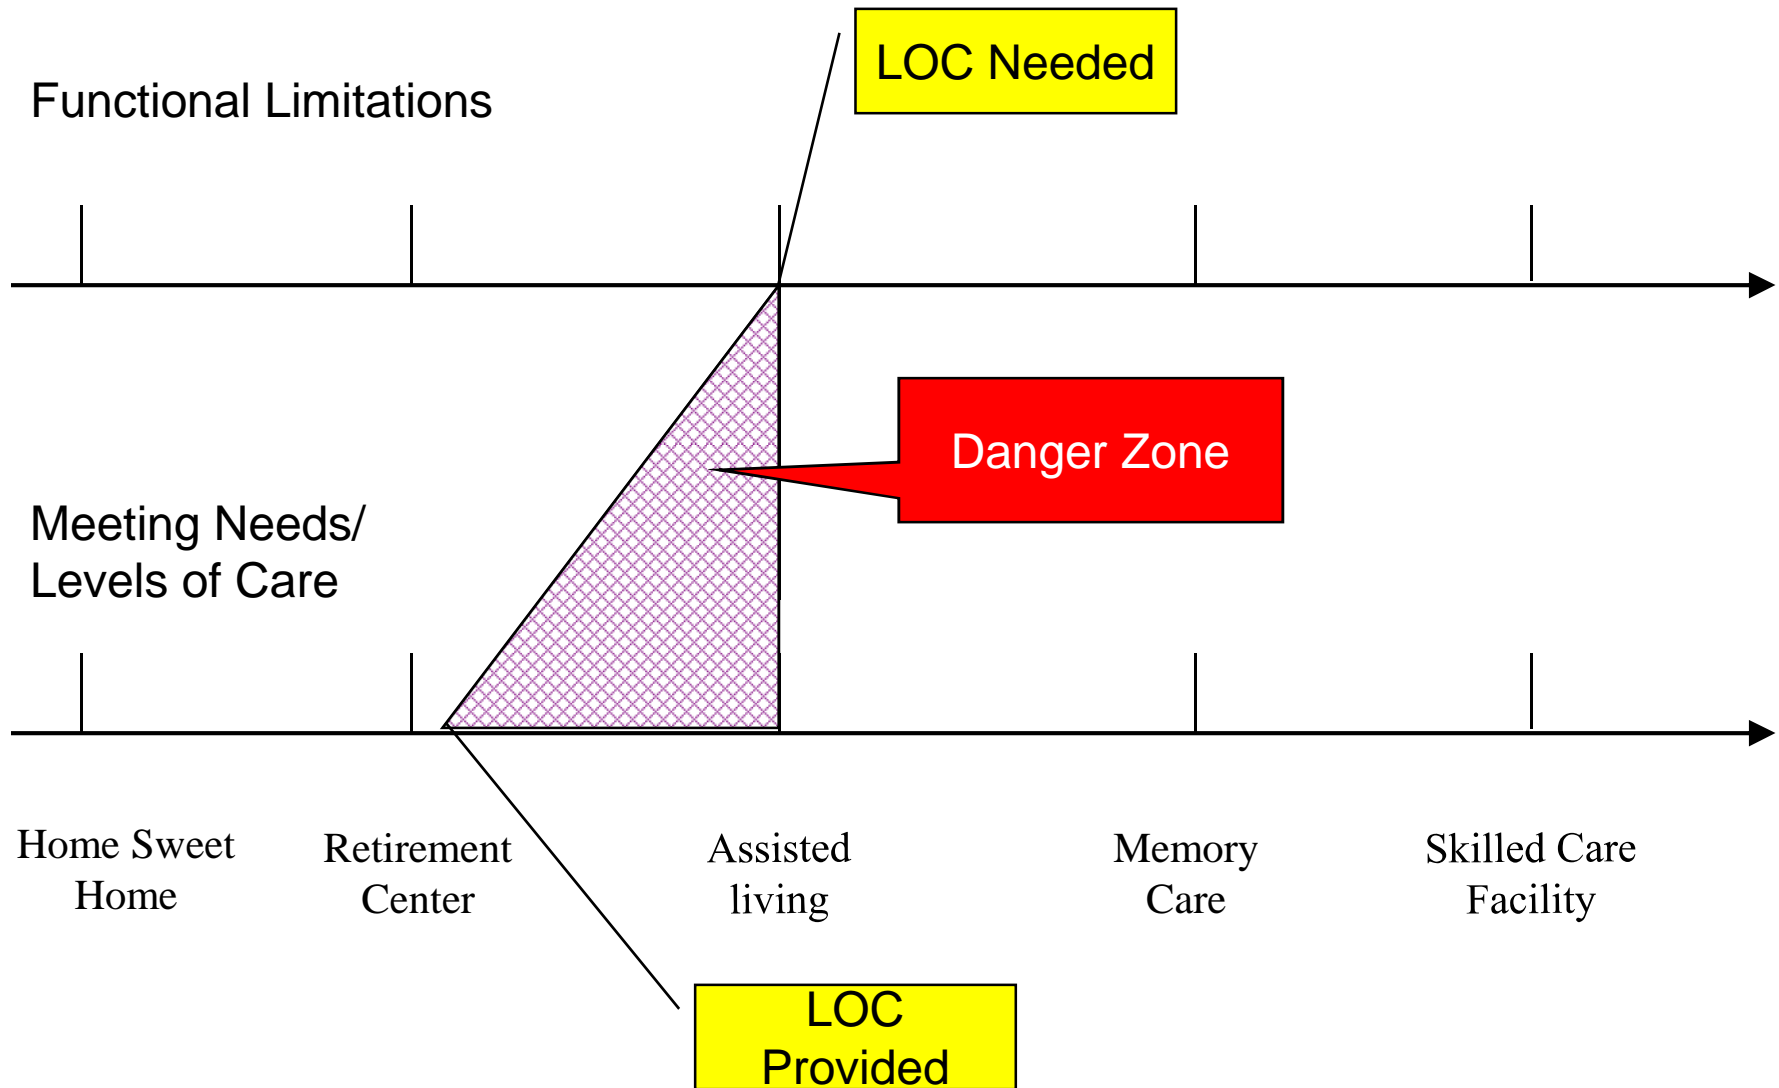 LOC Needed
Functional Limitations
Danger Zone
Meeting Needs/
Levels of Care
Home Sweet
Home
Retirement
Center
Assisted
living
Memory
Care
Skilled Care
Facility
LOC
Provided